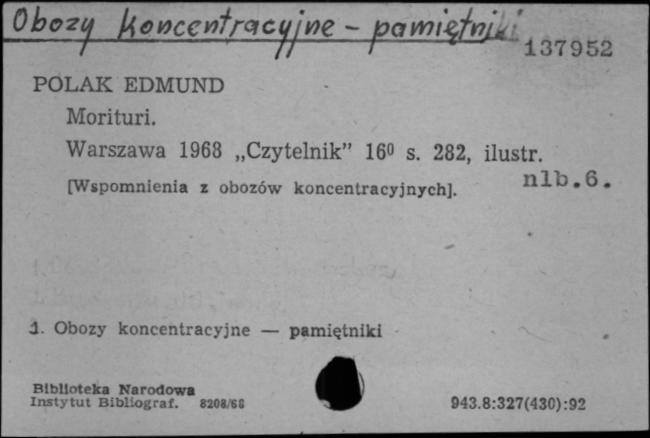 Obozy koncentracyjne - pamiętniki
137952
POLAK EDMUND
Morituri.
Warszawa 1968 „Czytelnik” 16⁰ s. 282, ilustr.
nlb.6.
[Wspomnienia z obozów koncentracyjnych].
1. Obozy koncentracyjne — pamiętniki
Biblioteka Narodowa
Instytut Bibliograf. 8208/68
943.8:327(430):92